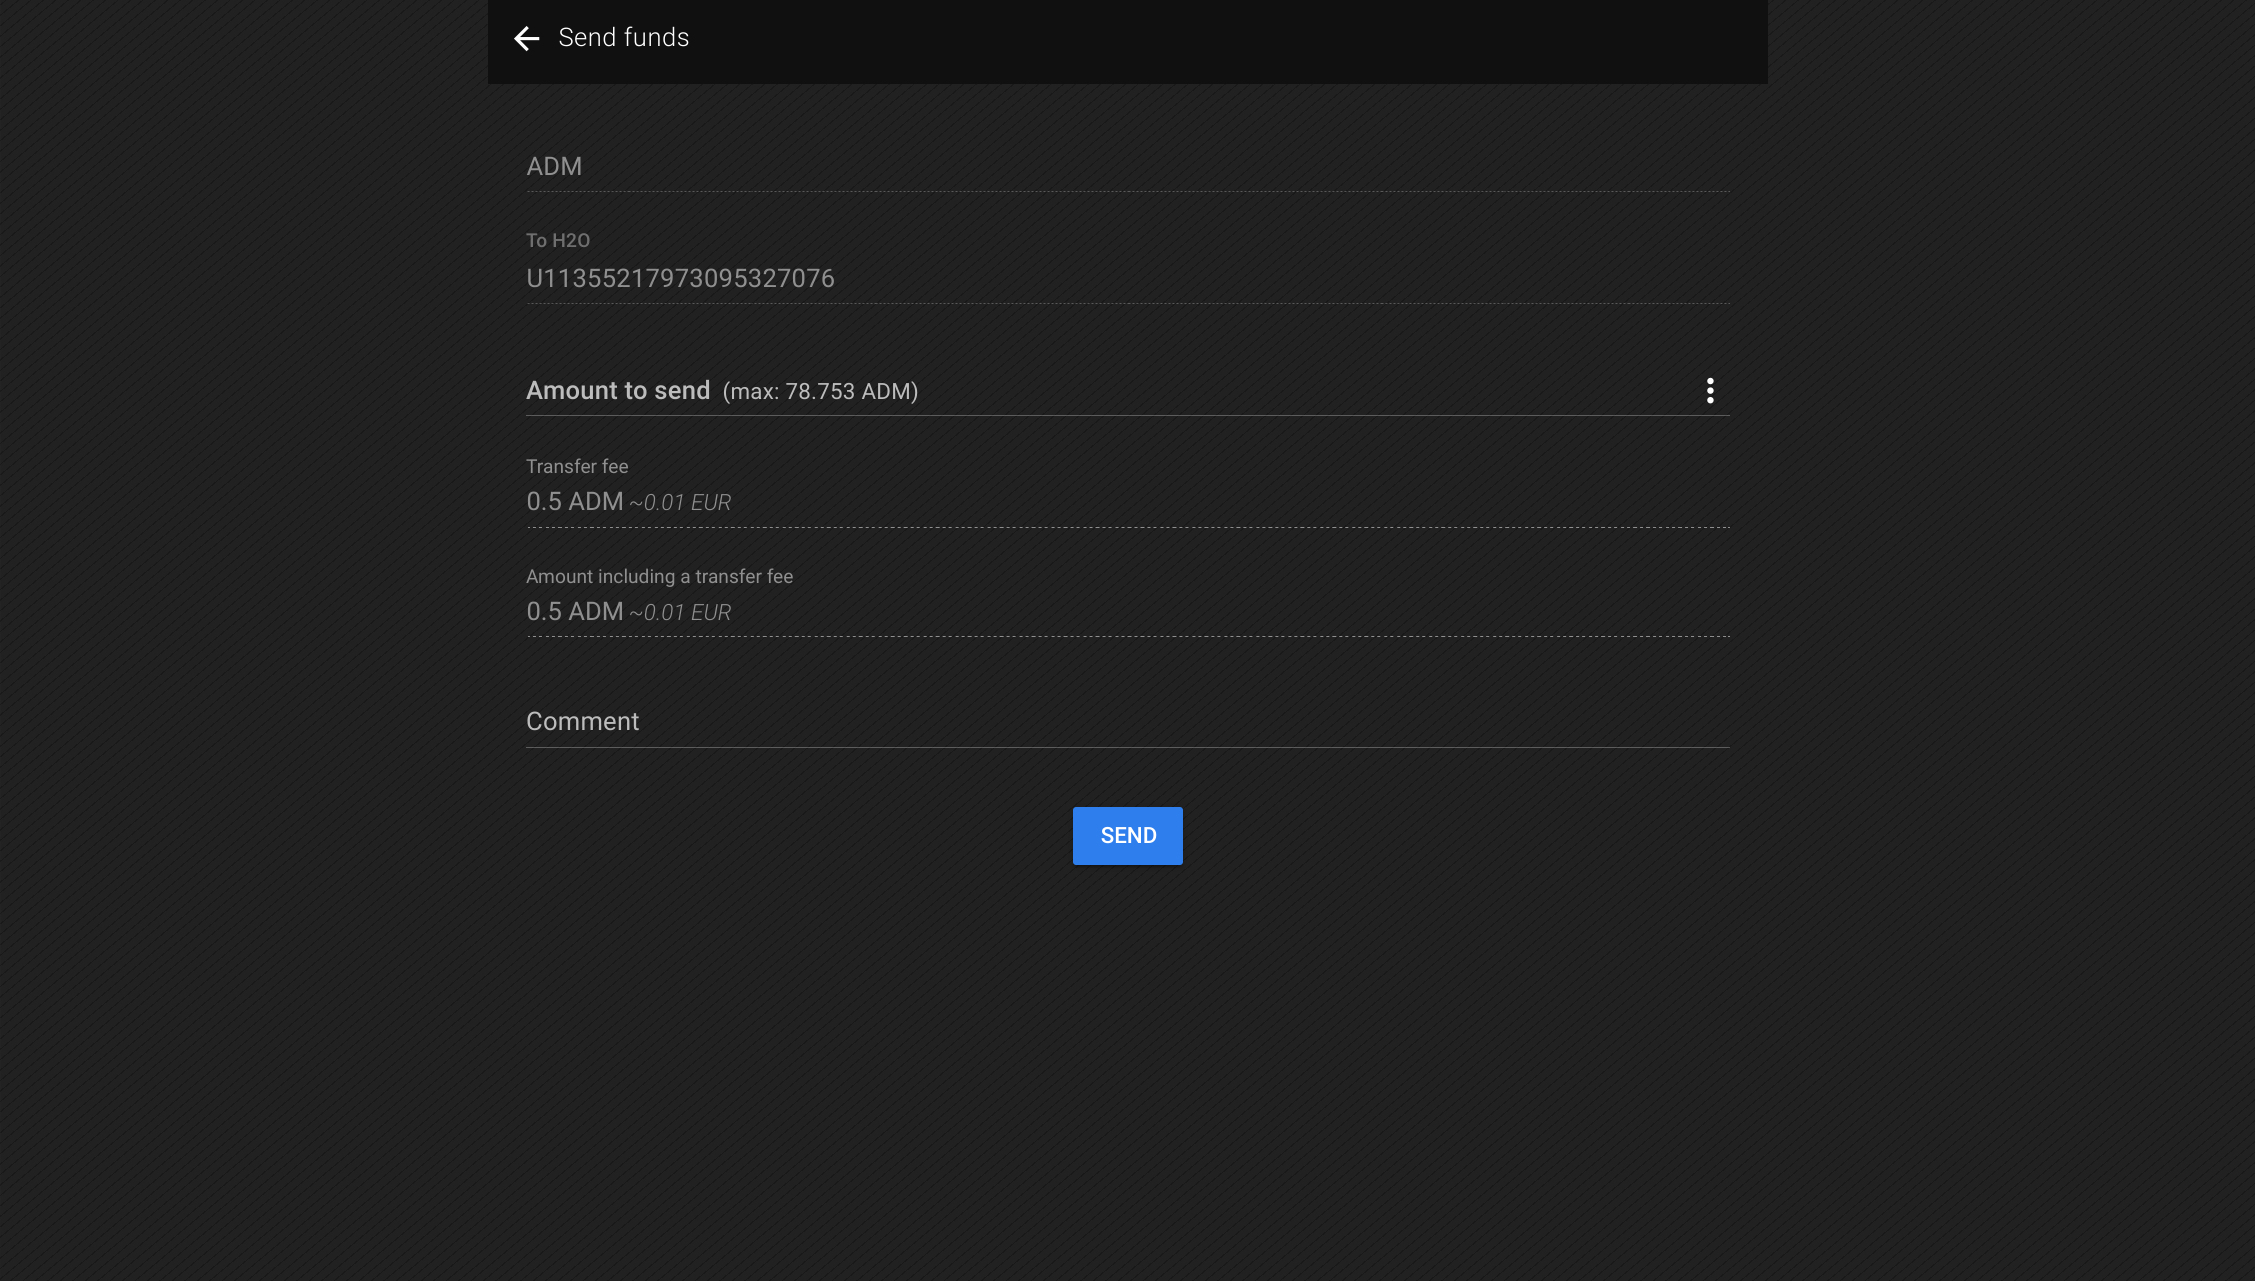 Send funds
ADM
To H2O
U11355217973095327076
Amount to send (max: 78.753 ADM)
Transfer fee
0.5 ADM ~0.01 EUR
Amount including a transfer fee
0.5 ADM ~0.01 EUR
Comment
SEND